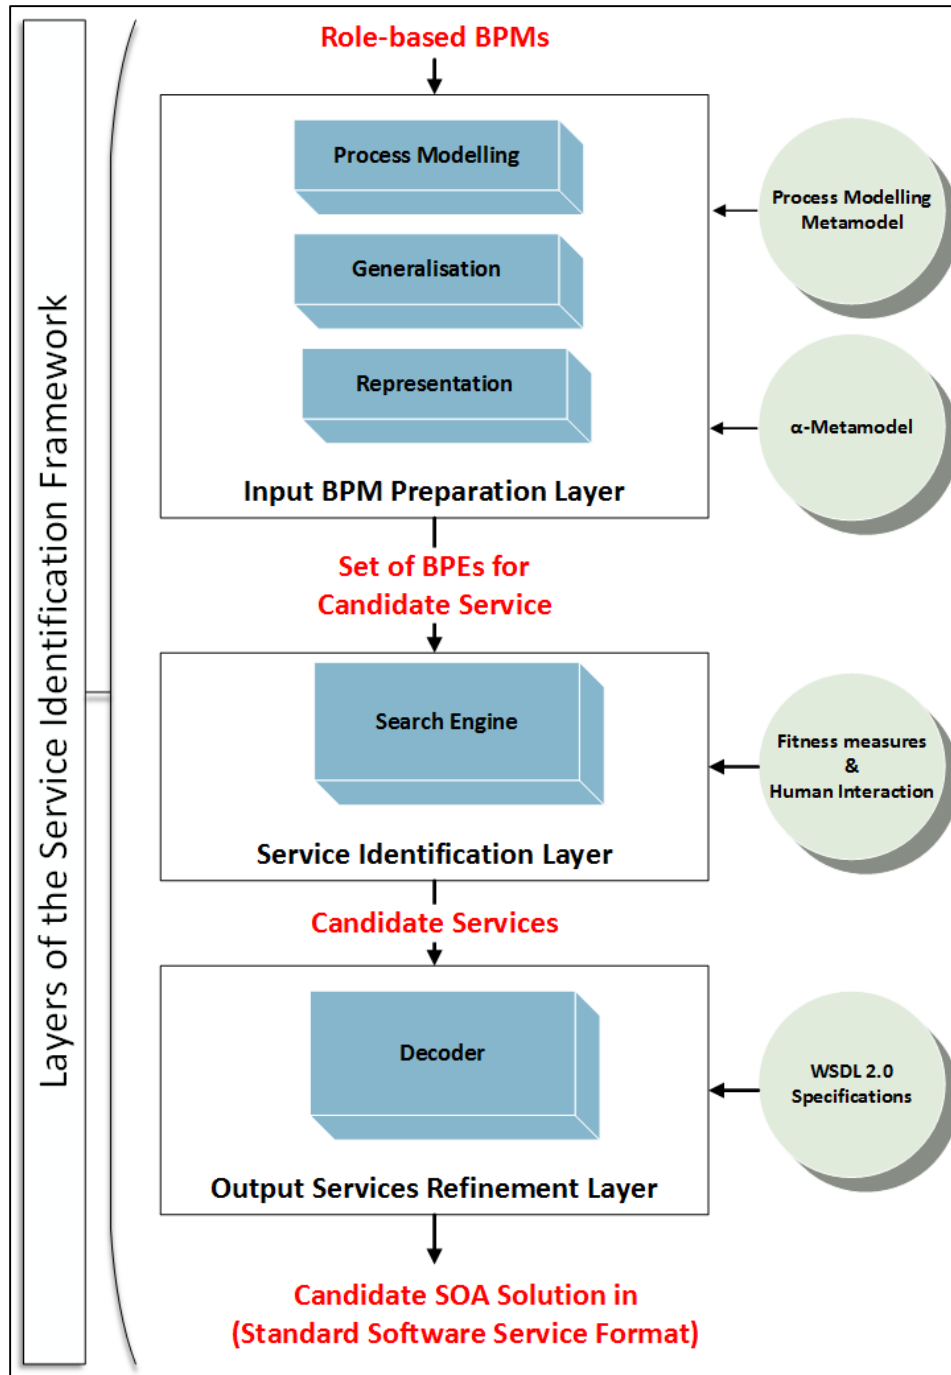 Layers of the Service Identification Framework
Role-based BPMs
Process Modelling
Generalisation
Representation
Input BPM Preparation Layer
Process Modelling
Metamodel
α-Metamodel
Set of BPEs for
Candidate Service
Search Engine
Service Identification Layer
Fitness measures
&
Human Interaction
Candidate Services
Decoder
Output Services Refinement Layer
WSDL 2.0
Specifications
Candidate SOA Solution in
(Standard Software Service Format)